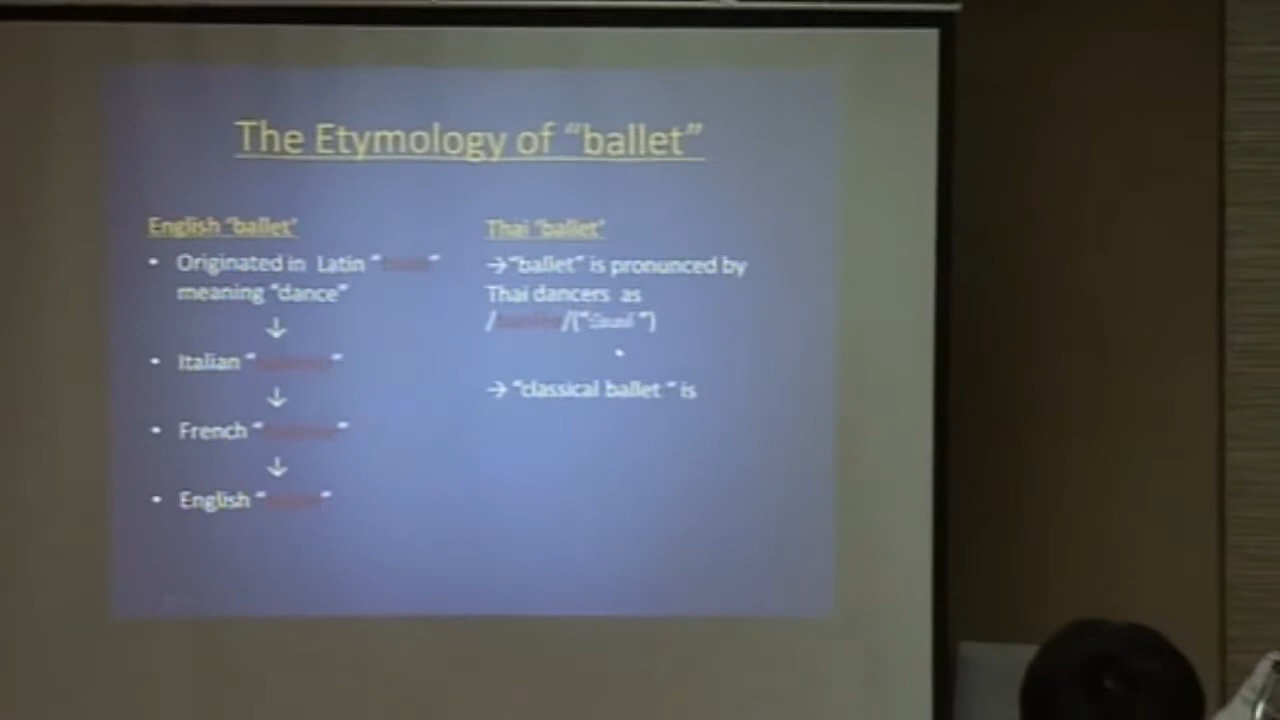 The Etymology of “ballet”
English “ballet”
• Originated in Latin “ ”
meaning “dance”
↓
• Italian “ ”
↓
• French “ ”
↓
• English “ ”
Thai “ballet”
→“ballet” is pronunced by
Thai dancers as
/ /(“ ”)
→ “classical ballet ” is